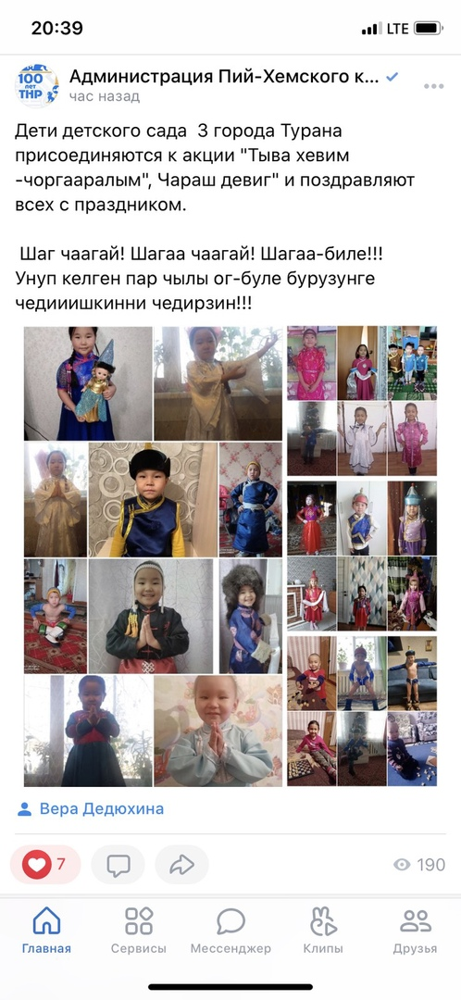 20:39
LTE
100
лет
ТНР
Администрация Пий-Хемского к...
час назад
Дети детского сада 3 города Турана
присоединяются к акции "Тыва хевим
-чоргааралым", Чараш девиг" и поздравляют
всех с праздником.
Шаг чаагай! Шагаа чаагай! Шагаа-биле!!!
Унуп келген пар чылы ог-буле бурузунге
чедииишкинни чедирзин!!!
Вера Дедюхина
7
190
Главная
Сервисы
Мессенджер
Клипы
Друзья